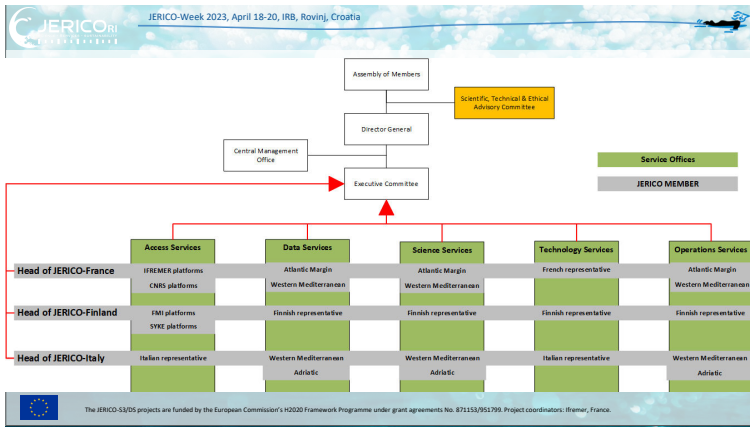 JERICO-Week 2023, April 18-20, IRB, Rovinj, Croatia
JERICO RI
Assembly of Members
Scientific, Technical & Ethical
Advisory Committee
Director General
Central Management
Office
Executive Committee
Service Offices
JERICO MEMBER
Access Services
Data Services
Science Services
Technology Services
Operations Services
Head of JERICO-France
IFREMER platforms
Atlantic Margin
Atlantic Margin
French representative
Atlantic Margin
CNRS platforms
Western Mediterranean
Western Mediterranean
Western Mediterranean
Head of JERICO-Finland
FMI platforms
Finnish representative
Finnish representative
Finnish representative
Finnish representative
SYKE platforms
Head of JERICO-Italy
Italian representative
Western Mediterranean
Western Mediterranean
Italian representative
Western Mediterranean
Adriatic
Adriatic
Adriatic
The JERICO-S3/DS projects are funded by the European Commission's H2020 Framework Programme under grant agreements No. 871153/951799. Project coordinators: Ifremer, France.